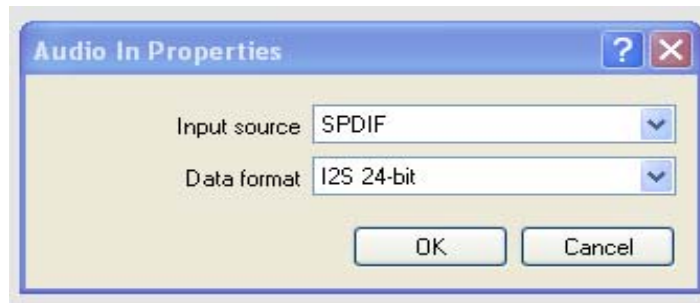 Audio In Properties
Input source SPDIF
Data format I2S 24-bit
OK Cancel